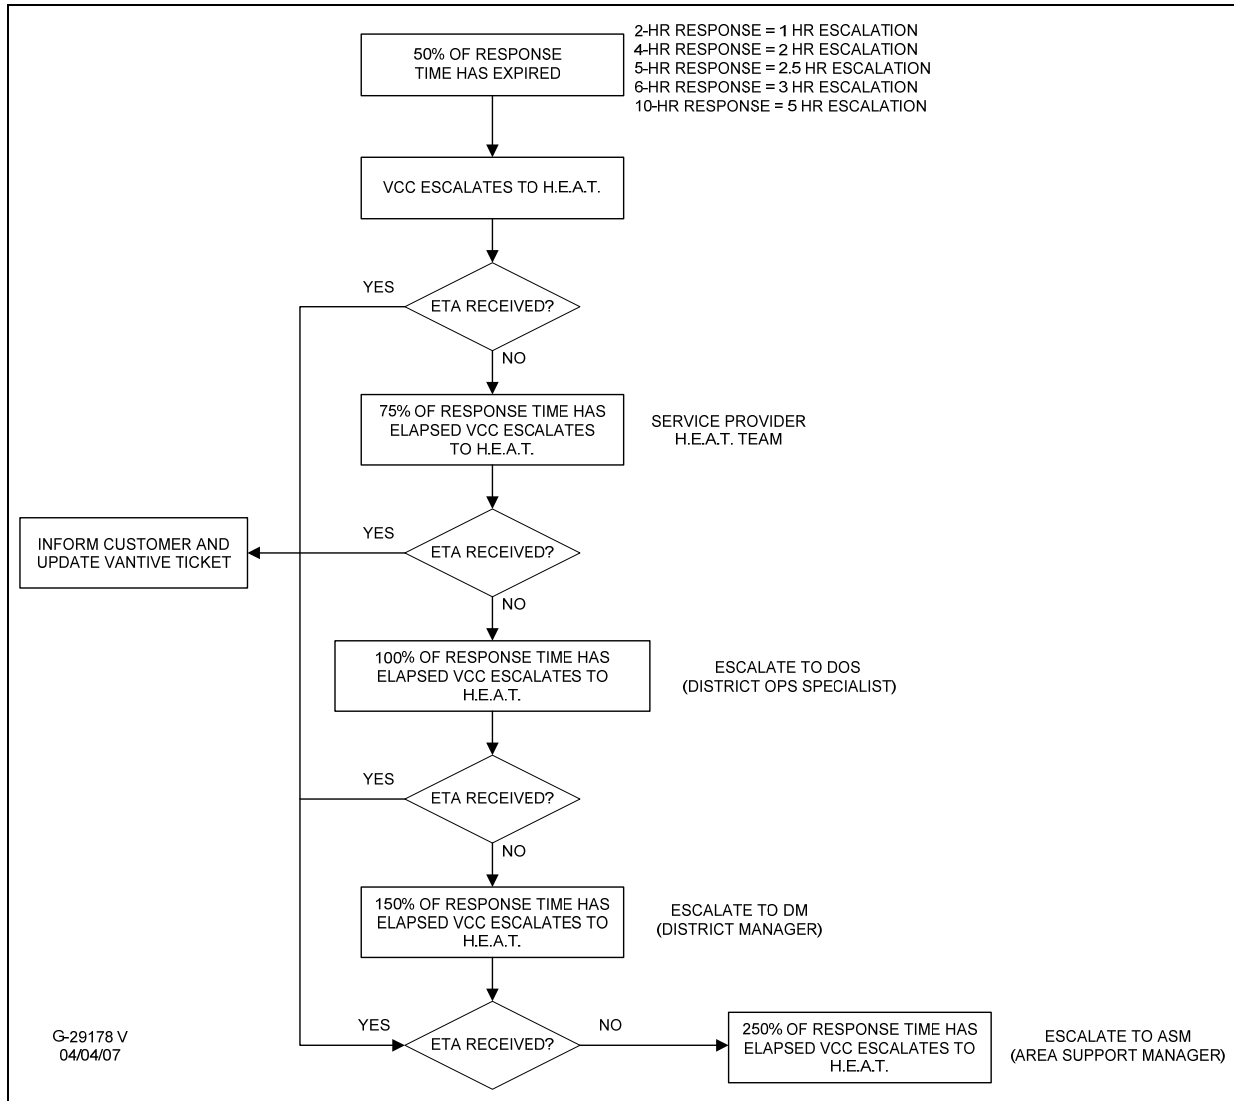 50% OF RESPONSE
TIME HAS EXPIRED
2-HR RESPONSE = 1 HR ESCALATION
4-HR RESPONSE = 2 HR ESCALATION
5-HR RESPONSE = 2.5 HR ESCALATION
6-HR RESPONSE = 3 HR ESCALATION
10-HR RESPONSE = 5 HR ESCALATION
VCC ESCALATES TO H.E.A.T.
YES
ETA RECEIVED?
NO
75% OF RESPONSE TIME HAS
ELAPSED VCC ESCALATES
TO H.E.A.T.
SERVICE PROVIDER
H.E.A.T. TEAM
YES
ETA RECEIVED?
INFORM CUSTOMER AND
UPDATE VANTIVE TICKET
NO
100% OF RESPONSE TIME HAS
ELAPSED VCC ESCALATES TO
H.E.A.T.
ESCALATE TO DOS
(DISTRICT OPS SPECIALIST)
YES
ETA RECEIVED?
NO
150% OF RESPONSE TIME HAS
ELAPSED VCC ESCALATES TO
H.E.A.T.
ESCALATE TO DM
(DISTRICT MANAGER)
YES
ETA RECEIVED?
NO
250% OF RESPONSE TIME HAS
ELAPSED VCC ESCALATES TO
H.E.A.T.
ESCALATE TO ASM
(AREA SUPPORT MANAGER)
G-29178 V
04/04/07